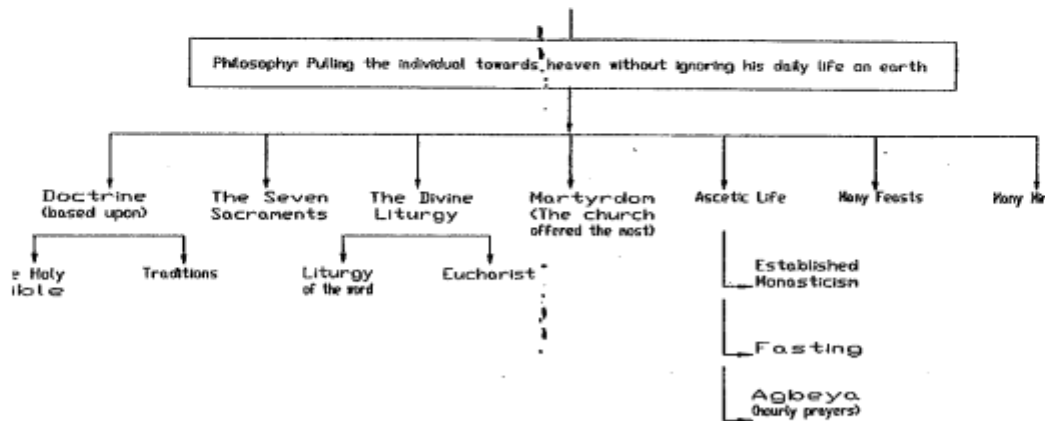 Philosophy: Pulling the individual towards heaven without ignoring his daily life on earth
Doctrine
(based upon)
The Seven
Sacraments
The Divine
Liturgy
Martyrdom
(The church
offered the most)
Ascetic Life
Many Feasts
Many
Holy
Traditions
Liturgy
of the word
Eucharist
Established
Monasticism
Fasting
Agbeya
(hourly prayers)